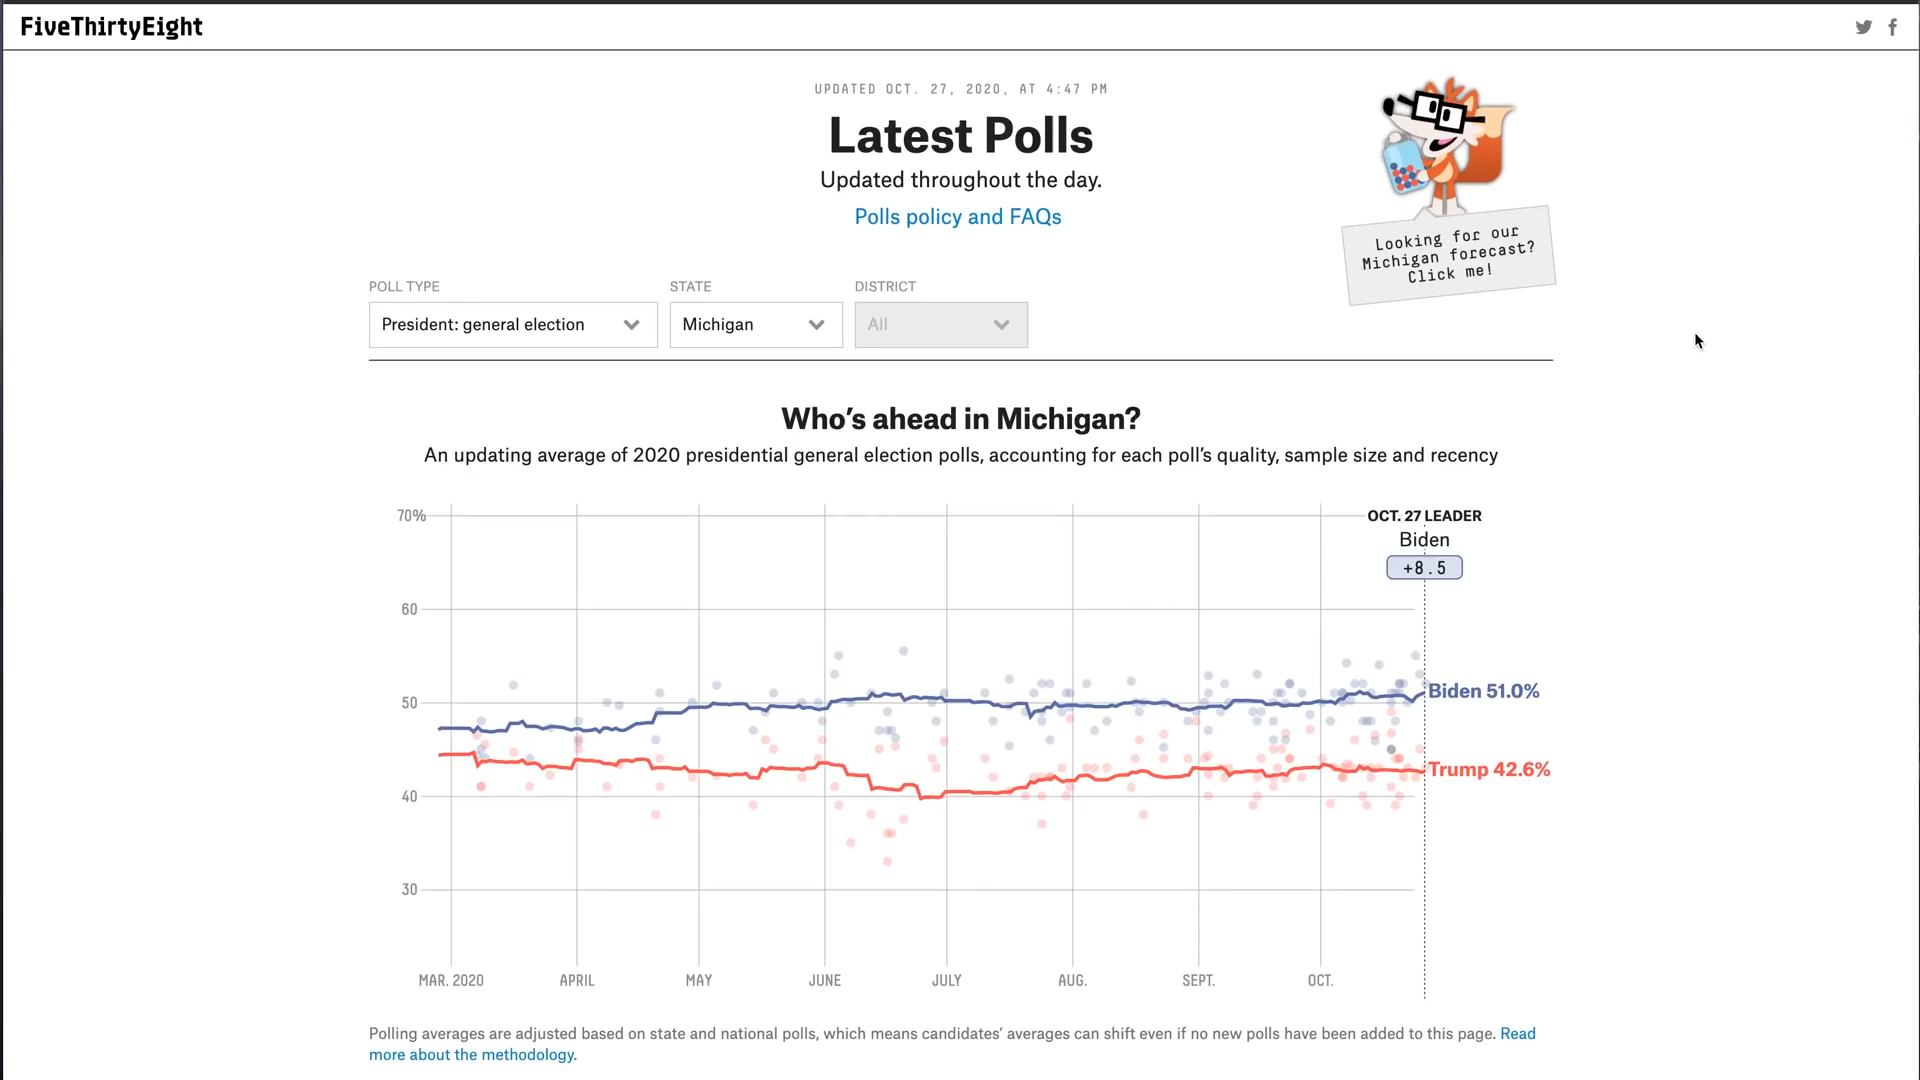 FiveThirtyEight
UPDATED OCT. 27, 2020, AT 4:47 PM
Latest Polls
Updated throughout the day.
Polls policy and FAQs
Looking for our
Michigan forecast?
Click me!
POLL TYPE
STATE
DISTRICT
President: general election
Michigan
All
Who's ahead in Michigan?
An updating average of 2020 presidential general election polls, accounting for each poll's quality, sample size and recency
70%
OCT. 27 LEADER
Biden
+8.5
60
50
Biden 51.0%
Trump 42.6%
40
30
MAR. 2020
APRIL
MAY
JUNE
JULY
AUG.
SEPT.
OCT.
Polling averages are adjusted based on state and national polls, which means candidates' averages can shift even if no new polls have been added to this page. Read
more about the methodology.